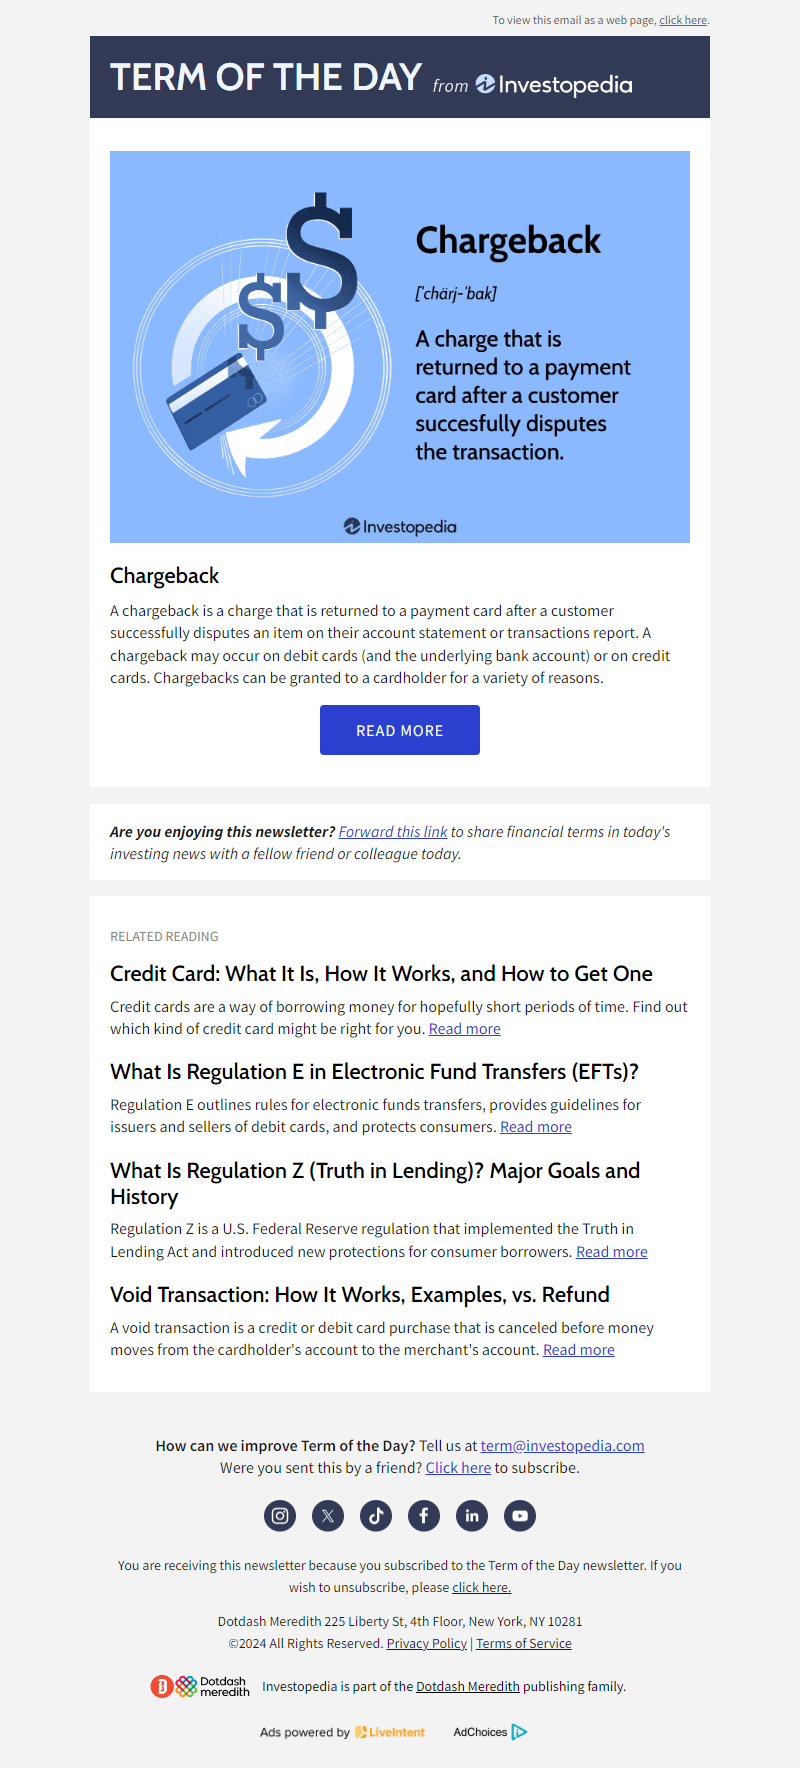 To view this email as a web page, click here.
TERM OF THE DAY from Investopedia
Chargeback
['chärj-'bak]
A charge that is
returned to a payment
card after a customer
succesfully disputes
the transaction.
Investopedia
Chargeback
A chargeback is a charge that is returned to a payment card after a customer
successfully disputes an item on their account statement or transactions report. A
chargeback may occur on debit cards (and the underlying bank account) or on credit
cards. Chargebacks can be granted to a cardholder for a variety of reasons.
READ MORE
Are you enjoying this newsletter? Forward this link to share financial terms in today's
investing news with a fellow friend or colleague today.
RELATED READING
Credit Card: What It Is, How It Works, and How to Get One
Credit cards are a way of borrowing money for hopefully short periods of time. Find out
which kind of credit card might be right for you. Read more
What Is Regulation E in Electronic Fund Transfers (EFTs)?
Regulation E outlines rules for electronic funds transfers, provides guidelines for
issuers and sellers of debit cards, and protects consumers. Read more
What Is Regulation Z (Truth in Lending)? Major Goals and
History
Regulation Z is a U.S. Federal Reserve regulation that implemented the Truth in
Lending Act and introduced new protections for consumer borrowers. Read more
Void Transaction: How It Works, Examples, vs. Refund
A void transaction is a credit or debit card purchase that is canceled before money
moves from the cardholder's account to the merchant's account. Read more
How can we improve Term of the Day? Tell us at term@investopedia.com
Were you sent this by a friend? Click here to subscribe.
You are receiving this newsletter because you subscribed to the Term of the Day newsletter. If you
wish to unsubscribe, please click here.
Dotdash Meredith 225 Liberty St, 4th Floor, New York, NY 10281
©2024 All Rights Reserved. Privacy Policy | Terms of Service
Dotdash
meredith
Investopedia is part of the Dotdash Meredith publishing family.
Ads powered by LiveIntent
AdChoices